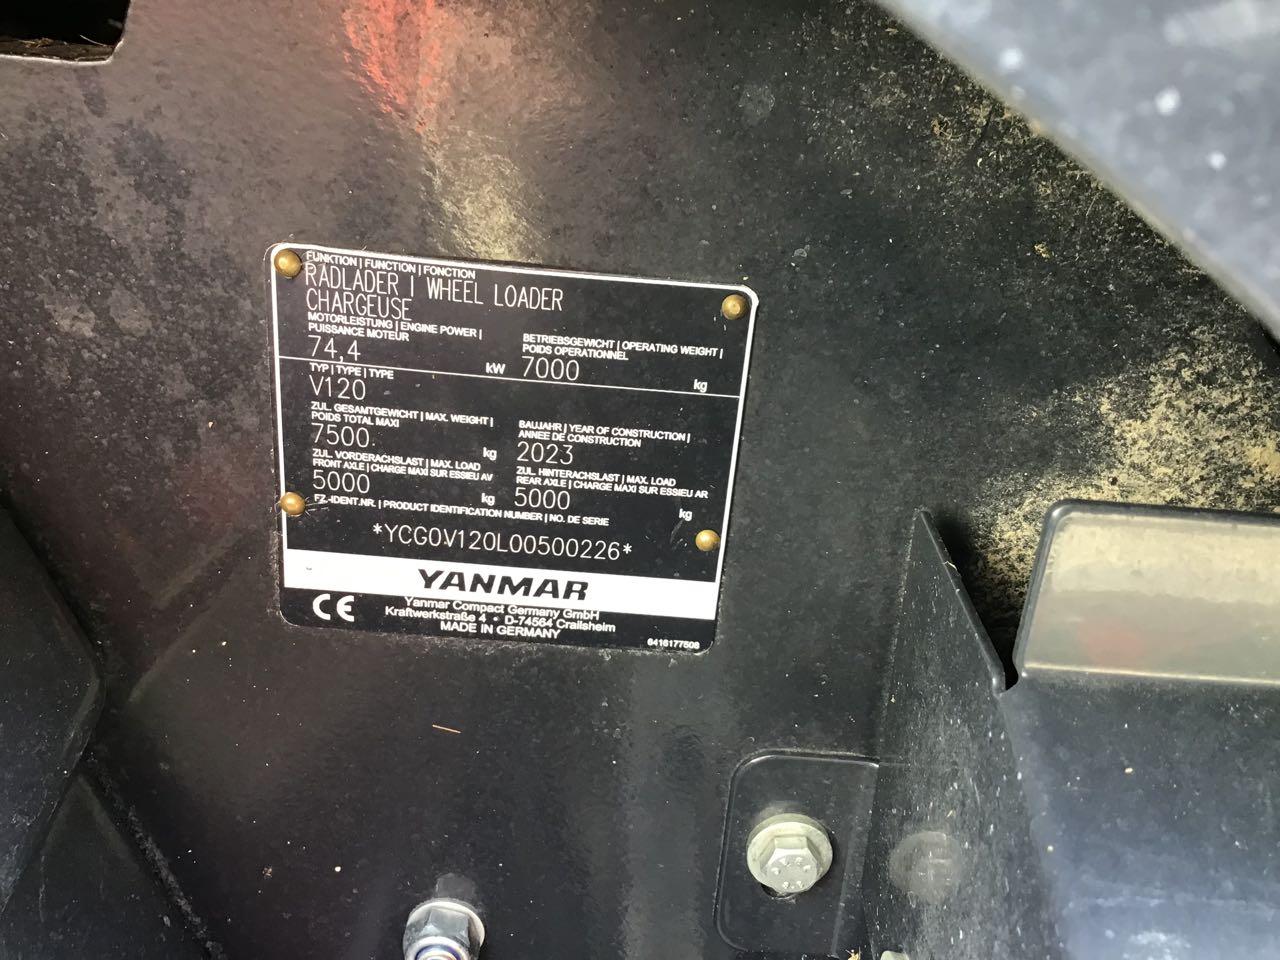 FUNKTION | FUNCTION | FONCTION
RADLADER | WHEEL LOADER
CHARGEUSE
MOTORLEISTUNG | ENGINE POWER |
PUISSANCE MOTEUR
74,4 kW
BETRIEBSGEWICHT | OPERATING WEIGHT |
POIDS OPERATIONNEL
7000 kg
TYP | TYPE | TYPE
V120
ZUL. GESAMTGEWICHT | MAX. WEIGHT |
POIDS TOTAL MAXI
7500 kg
BAUJAHR | YEAR OF CONSTRUCTION |
ANNEE DE CONSTRUCTION
2023
ZUL. VORDERACHSLAST | MAX. LOAD
FRONT AXLE | CHARGE MAXI SUR ESSIEU AV
5000 kg
ZUL. HINTERACHSLAST | MAX. LOAD
REAR AXLE | CHARGE MAXI SUR ESSIEU AR
5000 kg
FZ.-IDENT.NR. | PRODUCT IDENTIFICATION NUMBER | NO. DE SERIE
*YCG0V120L00500226*
YANMAR
CE
Yanmar Compact Germany GmbH
Kraftwerkstraße 4 • D-74564 Crailsheim
MADE IN GERMANY
6416177508